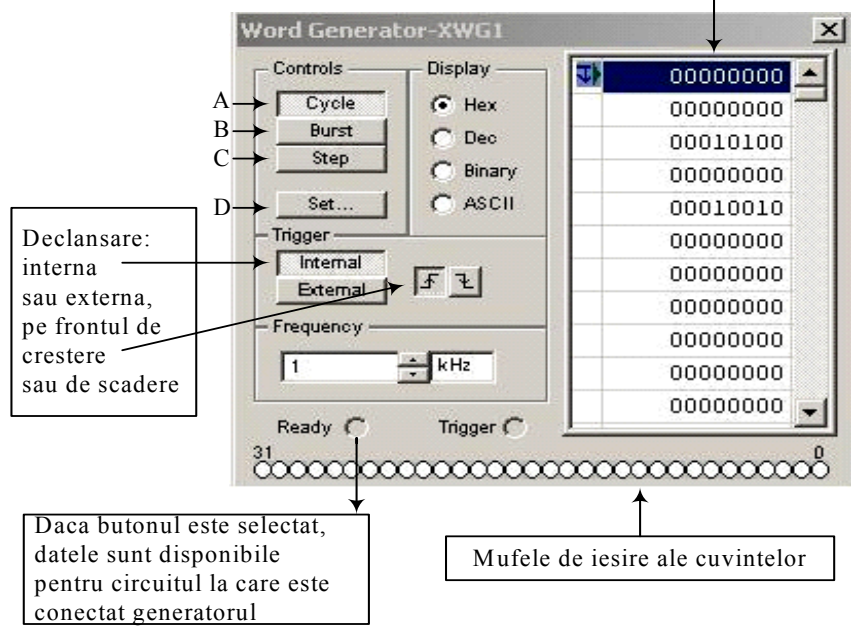 Word Generator-XWG1
Controls
A
Cycle
B
Burst
C
Step
D
Set...
Display
Hex
Dec
Binary
ASCII
Trigger
Internal
External
Frequency
1
kHz
Ready
Trigger
31
0
00000000
00000000
00010100
00000000
00010010
00000000
00000000
00000000
00000000
00000000
00000000
Declansare:
interna
sau externa,
pe frontul de
crestere
sau de scadere
Daca butonul este selectat,
datele sunt disponibile
pentru circuitul la care este
conectat generatorul
Mufele de iesire ale cuvintelor